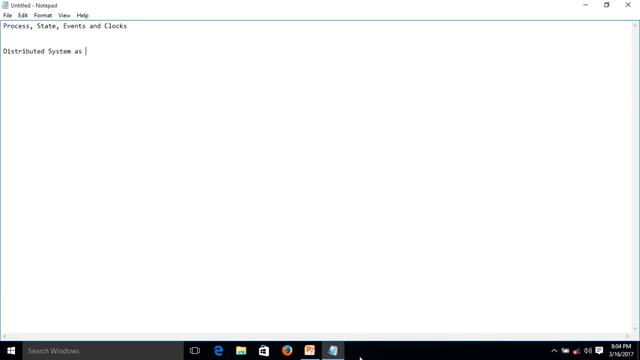 Untitled - Notepad
File Edit Format View Help
Process, State, Events and Clocks
Distributed System as
Search Windows
8:04 PM
3/16/2017